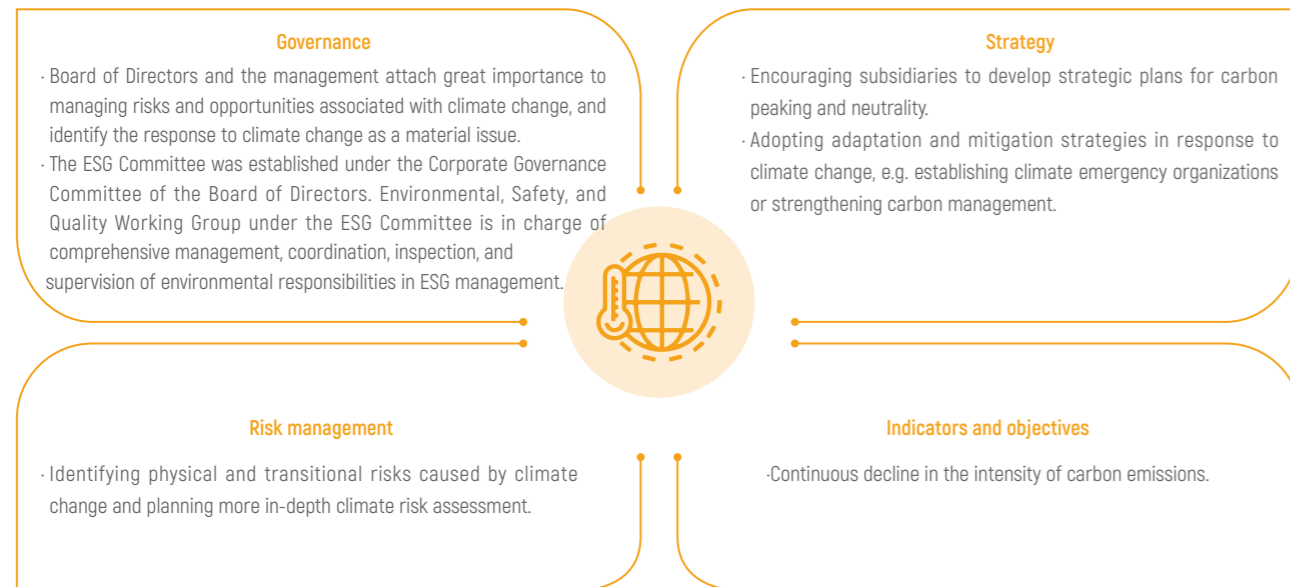 Governance
· Board of Directors and the management attach great importance to
managing risks and opportunities associated with climate change, and
identify the response to climate change as a material issue.
· The ESG Committee was established under the Corporate Governance
Committee of the Board of Directors. Environmental, Safety, and
Quality Working Group under the ESG Committee is in charge of
comprehensive management, coordination, inspection, and
supervision of environmental responsibilities in ESG management.
Strategy
· Encouraging subsidiaries to develop strategic plans for carbon
peaking and neutrality.
· Adopting adaptation and mitigation strategies in response to
climate change, e.g. establishing climate emergency organizations
or strengthening carbon management.
Risk management
· Identifying physical and transitional risks caused by climate
change and planning more in-depth climate risk assessment.
Indicators and objectives
·Continuous decline in the intensity of carbon emissions.